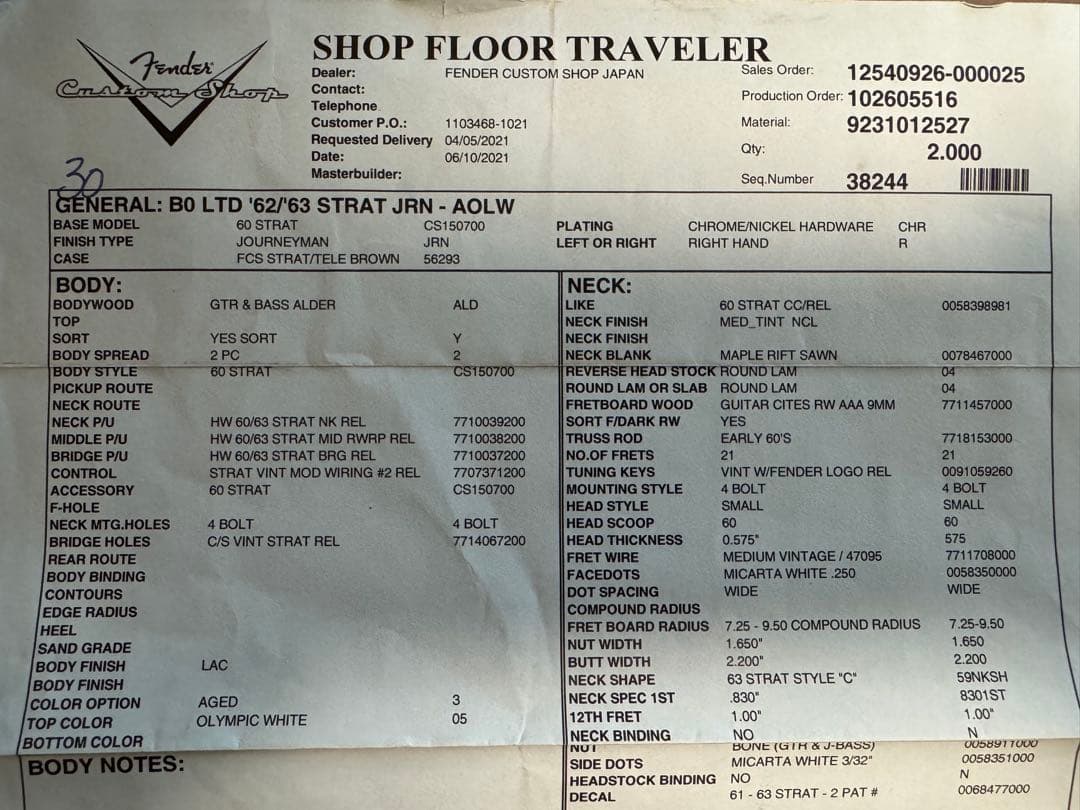 Fender
Custom Shop
SHOP FLOOR TRAVELER
Dealer: FENDER CUSTOM SHOP JAPAN
Contact:
Telephone
Customer P.O.: 1103468-1021
Requested Delivery 04/05/2021
Date: 06/10/2021
Masterbuilder:
Sales Order: 12540926-000025
Production Order: 102605516
Material: 9231012527
Qty: 2.000
Seq.Number 38244
30
GENERAL: B0 LTD '62/'63 STRAT JRN - AOLW
BASE MODEL 60 STRAT CS150700 PLATING CHROME/NICKEL HARDWARE CHR
FINISH TYPE JOURNEYMAN JRN LEFT OR RIGHT RIGHT HAND R
CASE FCS STRAT/TELE BROWN 56293
BODY:
BODYWOOD GTR & BASS ALDER ALD
TOP
SORT YES SORT Y
BODY SPREAD 2 PC 2
BODY STYLE 60 STRAT CS150700
PICKUP ROUTE
NECK ROUTE
NECK P/U HW 60/63 STRAT NK REL 7710039200
MIDDLE P/U HW 60/63 STRAT MID RWRP REL 7710038200
BRIDGE P/U HW 60/63 STRAT BRG REL 7710037200
CONTROL STRAT VINT MOD WIRING #2 REL 7707371200
ACCESSORY 60 STRAT CS150700
F-HOLE
NECK MTG.HOLES 4 BOLT 4 BOLT
BRIDGE HOLES C/S VINT STRAT REL 7714067200
REAR ROUTE
BODY BINDING
CONTOURS
EDGE RADIUS
HEEL
SAND GRADE
BODY FINISH LAC
BODY FINISH
COLOR OPTION AGED 3
TOP COLOR OLYMPIC WHITE 05
BOTTOM COLOR
BODY NOTES:
NECK:
LIKE 60 STRAT CC/REL 0058398981
NECK FINISH MED_TINT NCL
NECK FINISH
NECK BLANK MAPLE RIFT SAWN 0078467000
REVERSE HEAD STOCK ROUND LAM 04
ROUND LAM OR SLAB ROUND LAM 04
FRETBOARD WOOD GUITAR CITES RW AAA 9MM 7711457000
SORT F/DARK RW YES
TRUSS ROD EARLY 60'S 7718153000
NO.OF FRETS 21 21
TUNING KEYS VINT W/FENDER LOGO REL 0091059260
MOUNTING STYLE 4 BOLT 4 BOLT
HEAD STYLE SMALL SMALL
HEAD SCOOP 60 60
HEAD THICKNESS 0.575" 575
FRET WIRE MEDIUM VINTAGE / 47095 7711708000
FACEDOTS MICARTA WHITE .250 0058350000
DOT SPACING WIDE WIDE
COMPOUND RADIUS
FRET BOARD RADIUS 7.25 - 9.50 COMPOUND RADIUS 7.25-9.50
NUT WIDTH 1.650" 1.650
BUTT WIDTH 2.200" 2.200
NECK SHAPE 63 STRAT STYLE "C" 59NKSH
NECK SPEC 1ST .830" 8301ST
12TH FRET 1.00" 1.00"
NECK BINDING NO N
NUT BONE (GTR & J-BASS) 0058911000
SIDE DOTS MICARTA WHITE 3/32" 0058351000
HEADSTOCK BINDING NO N
DECAL 61 - 63 STRAT - 2 PAT # 0068477000